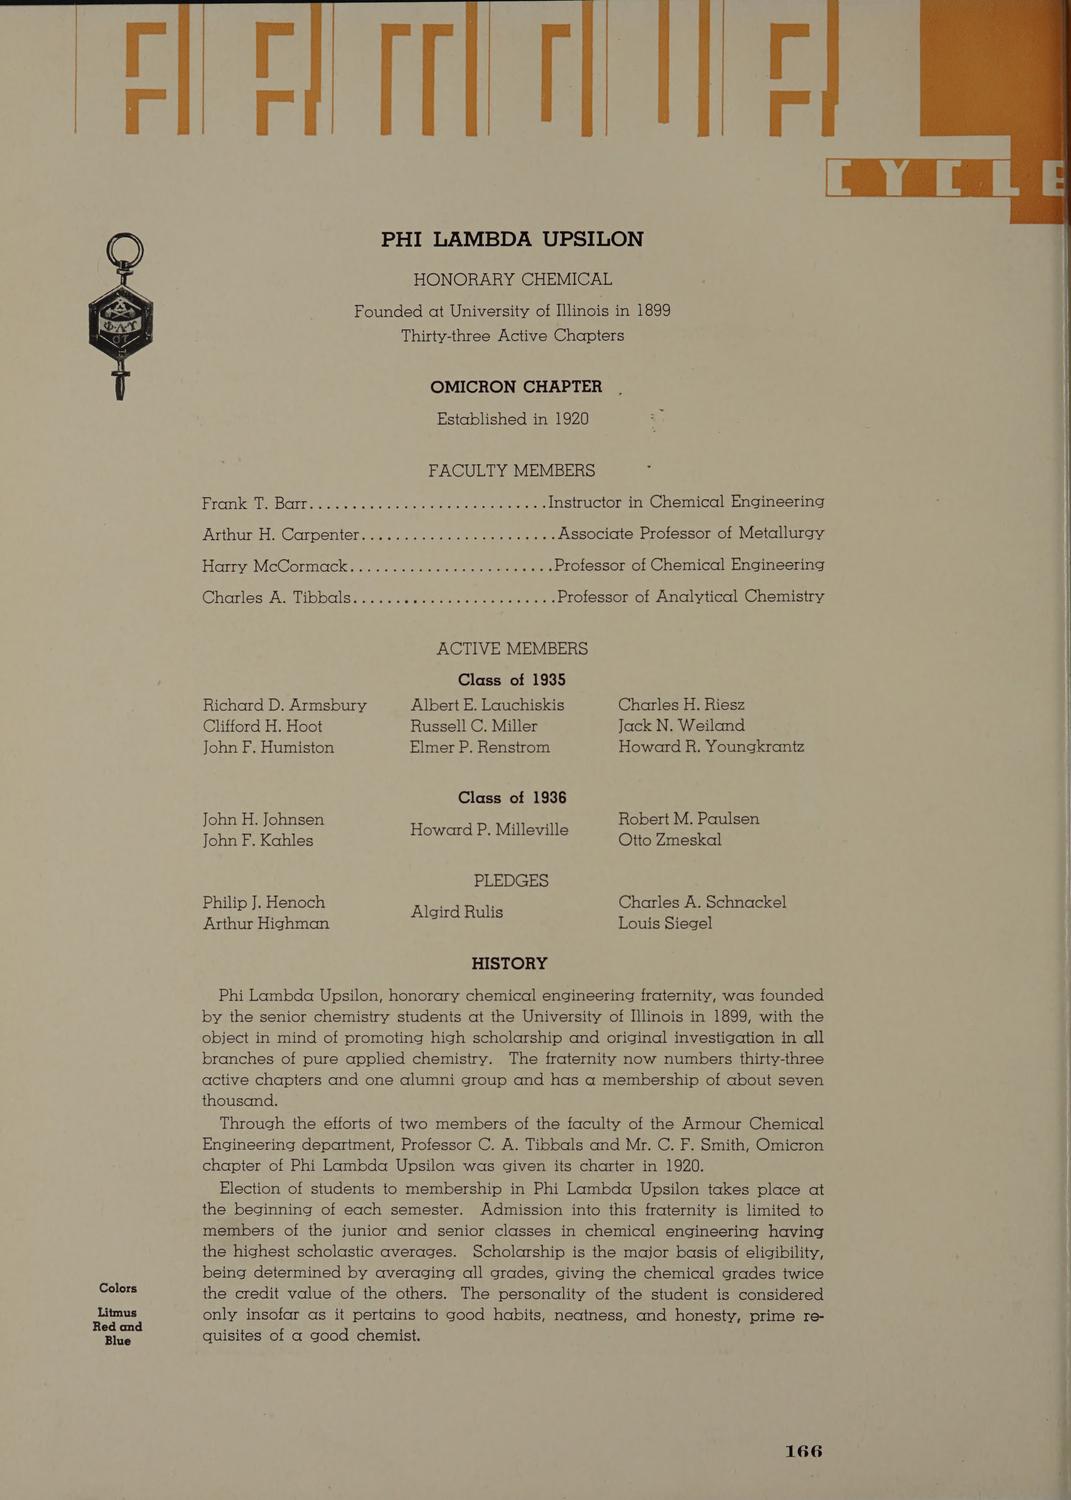 CYCLE
PHI LAMBDA UPSILON
HONORARY CHEMICAL
Founded at University of Illinois in 1899
Thirty-three Active Chapters
Φ·Λ·Υ
OMICRON CHAPTER
Established in 1920
FACULTY MEMBERS
Frank T. Barr............................Instructor in Chemical Engineering
Arthur H. Carpenter.......................Associate Professor of Metallurgy
Harry McCormack........................Professor of Chemical Engineering
Charles A. Tibbals........................Professor of Analytical Chemistry
ACTIVE MEMBERS
Class of 1935
Richard D. Armsbury Albert E. Lauchiskis Charles H. Riesz
Clifford H. Hoot Russell C. Miller Jack N. Weiland
John F. Humiston Elmer P. Renstrom Howard R. Youngkrantz
Class of 1936
John H. Johnsen Robert M. Paulsen
Howard P. Milleville
John F. Kahles Otto Zmeskal
PLEDGES
Philip J. Henoch Charles A. Schnackel
Algird Rulis
Arthur Highman Louis Siegel
HISTORY
Phi Lambda Upsilon, honorary chemical engineering fraternity, was founded
by the senior chemistry students at the University of Illinois in 1899, with the
object in mind of promoting high scholarship and original investigation in all
branches of pure applied chemistry. The fraternity now numbers thirty-three
active chapters and one alumni group and has a membership of about seven
thousand.
Through the efforts of two members of the faculty of the Armour Chemical
Engineering department, Professor C. A. Tibbals and Mr. C. F. Smith, Omicron
chapter of Phi Lambda Upsilon was given its charter in 1920.
Election of students to membership in Phi Lambda Upsilon takes place at
the beginning of each semester. Admission into this fraternity is limited to
members of the junior and senior classes in chemical engineering having
the highest scholastic averages. Scholarship is the major basis of eligibility,
being determined by averaging all grades, giving the chemical grades twice
the credit value of the others. The personality of the student is considered
only insofar as it pertains to good habits, neatness, and honesty, prime re-
quisites of a good chemist.
Colors
Litmus
Red and
Blue
166